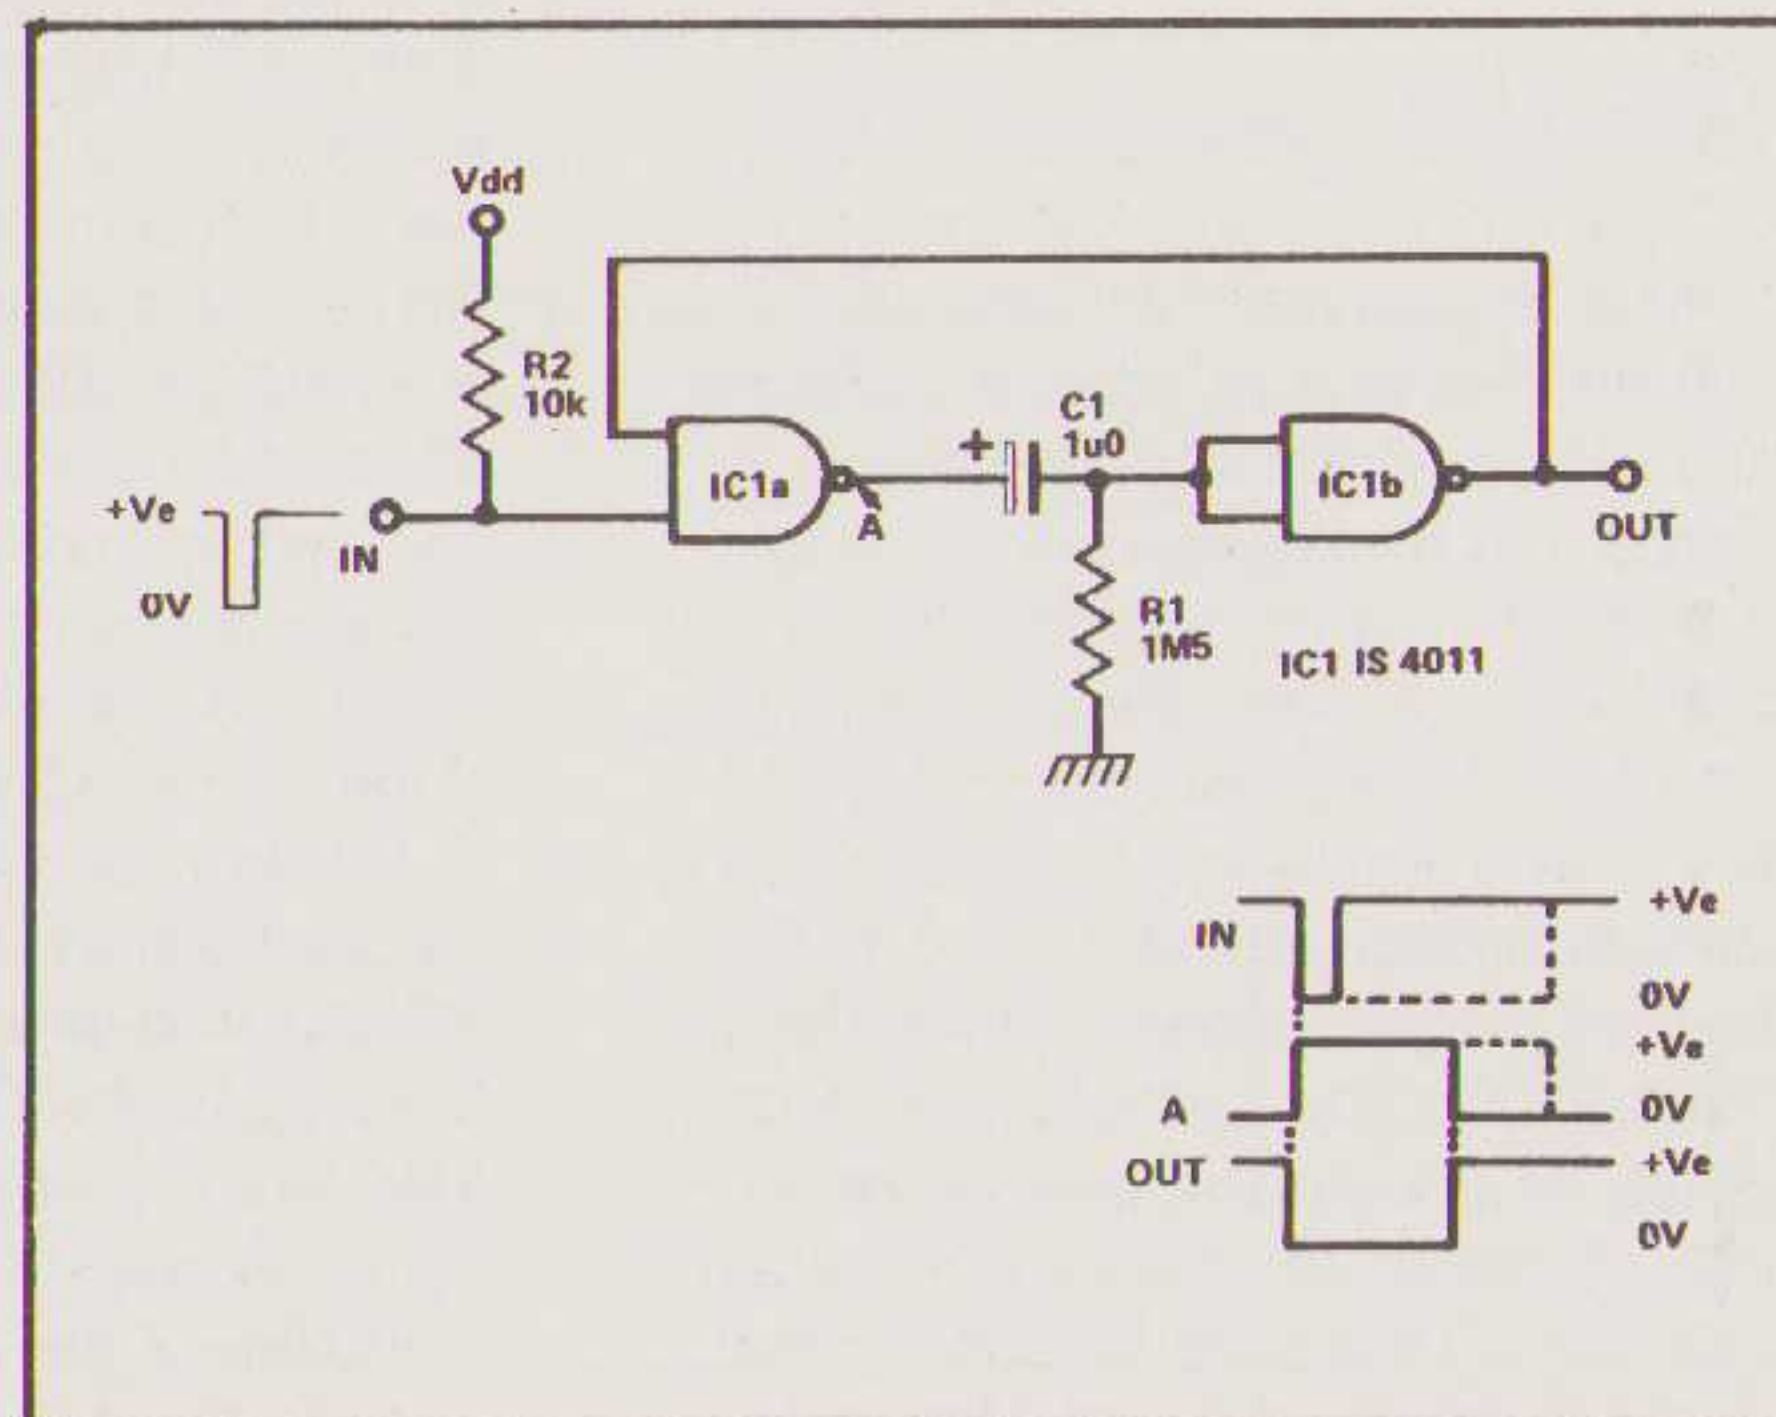 Vdd
R2
10k
+Ve
0V
IN
IC1a
A
+
C1
1u0
R1
1M5
IC1b
OUT
IC1 IS 4011
IN
+Ve
0V
+Ve
A
0V
OUT
+Ve
0V